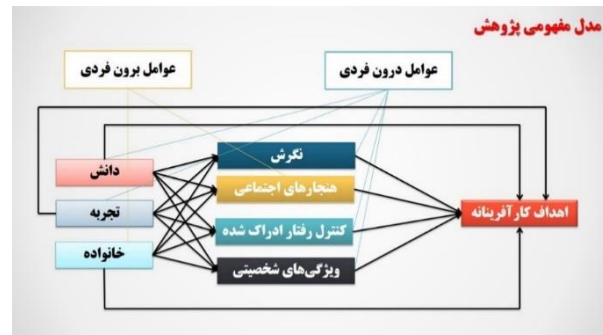 مدل مفهومی پژوهش
عوامل درون فردی
عوامل برون فردی
نگرش
دانش
هنجارهای اجتماعی
اهداف کارآفرینانه
تجربه
کنترل رفتار ادراک شده
خانواده
ویژگی‌های شخصیتی